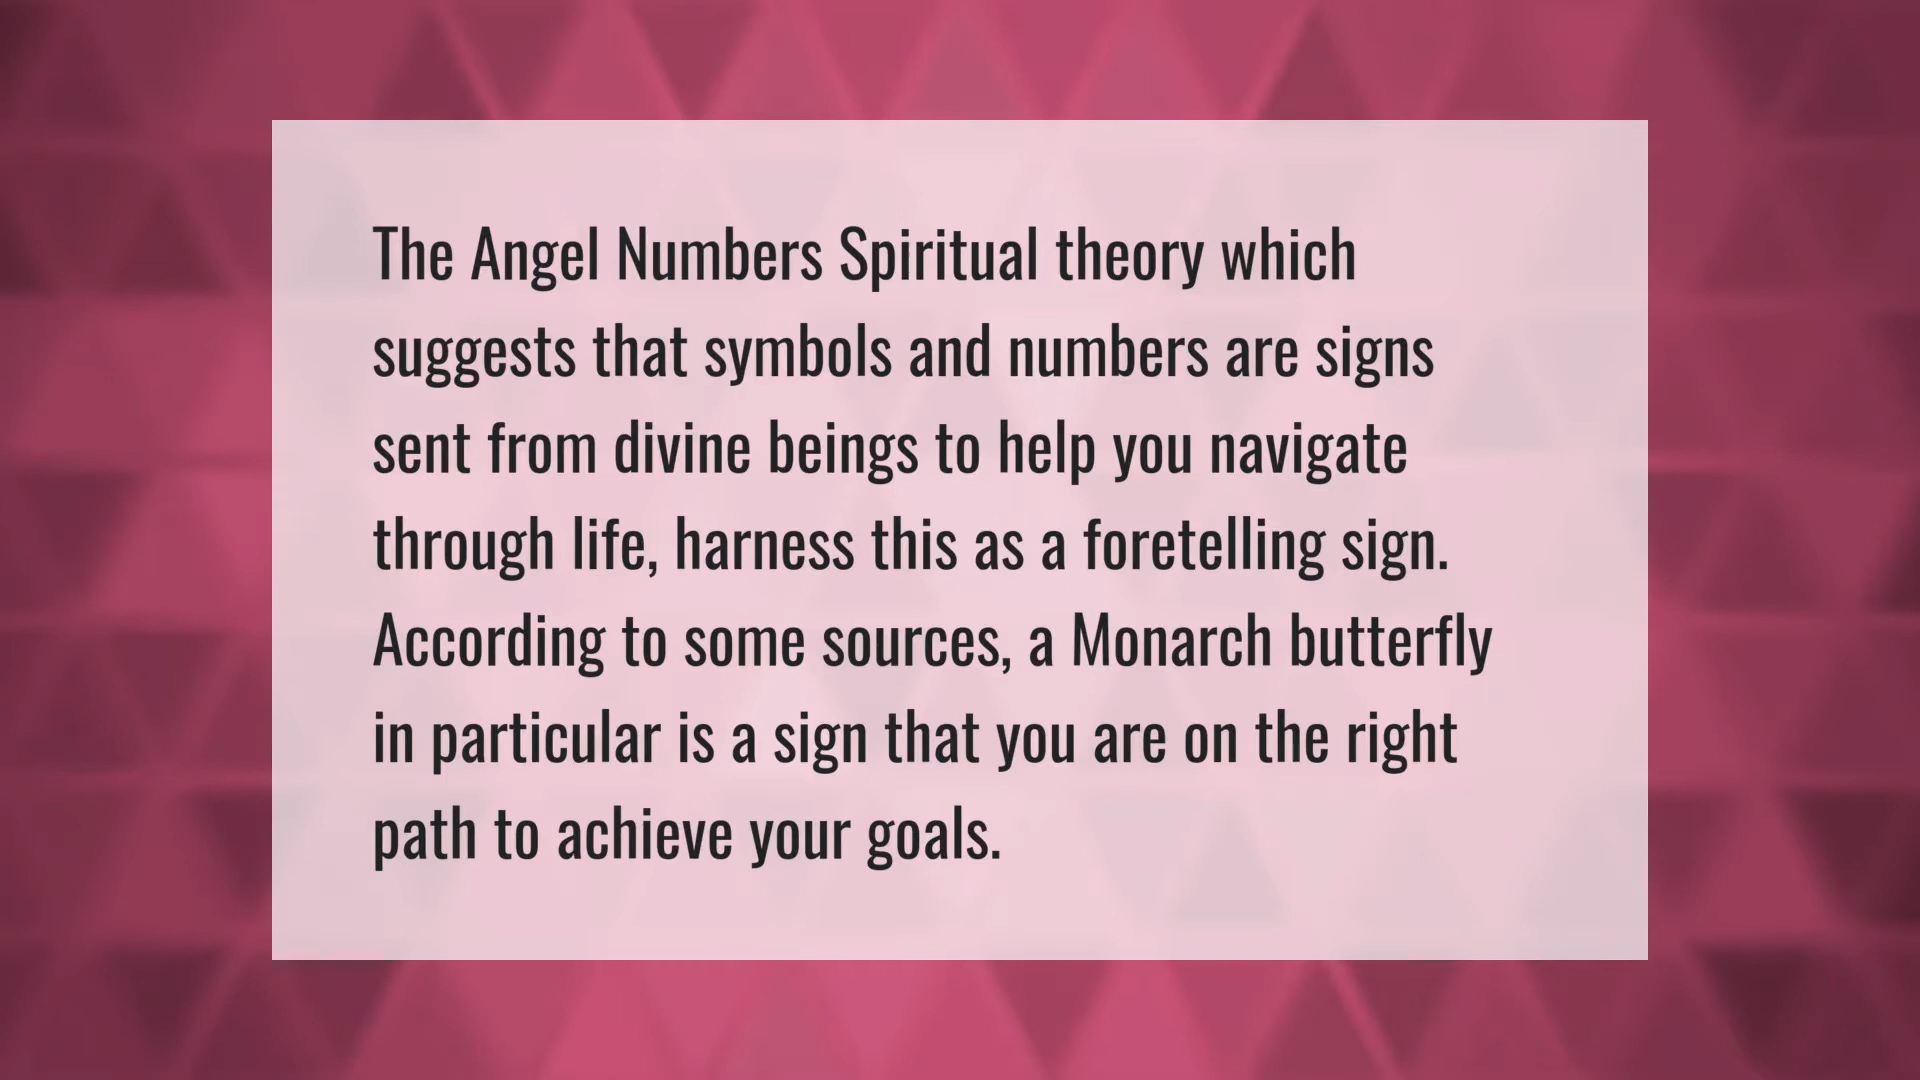 The Angel Numbers Spiritual theory which
suggests that symbols and numbers are signs
sent from divine beings to help you navigate
through life, harness this as a foretelling sign.
According to some sources, a Monarch butterfly
in particular is a sign that you are on the right
path to achieve your goals.